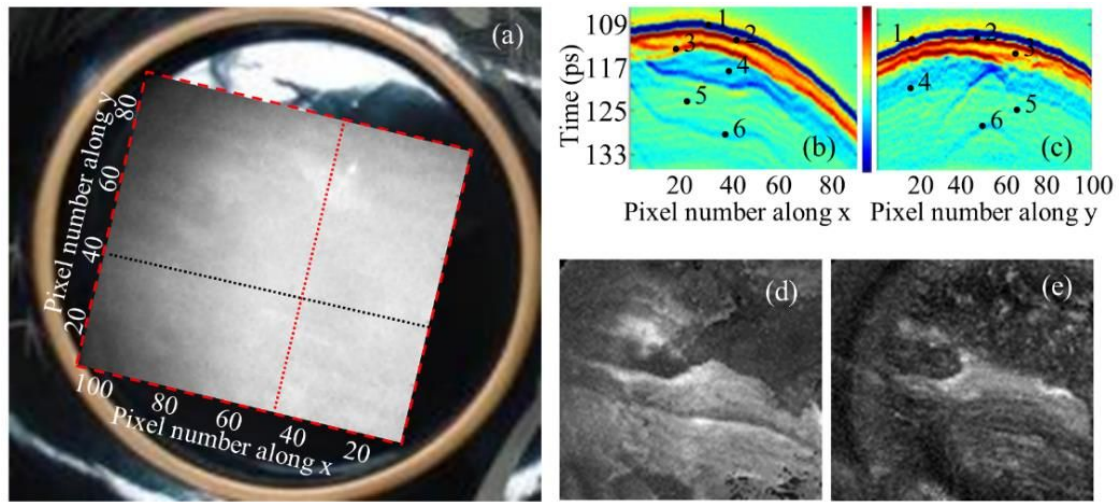 (a)
80
60
40
20
Pixel number along y
100
80
60
40
20
Pixel number along x
109
117
125
133
Time (ps)
1
2
3
4
5
6
(b)
20 40 60 80
Pixel number along x
1
2
3
4
5
6
(c)
20 40 60 80 100
Pixel number along y
(d)
(e)